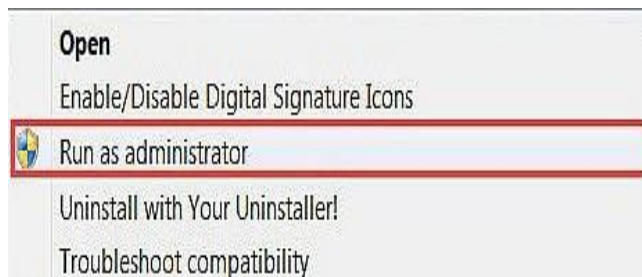 Open
Enable/Disable Digital Signature Icons
Run as administrator
Uninstall with Your Uninstaller!
Troubleshoot compatibility